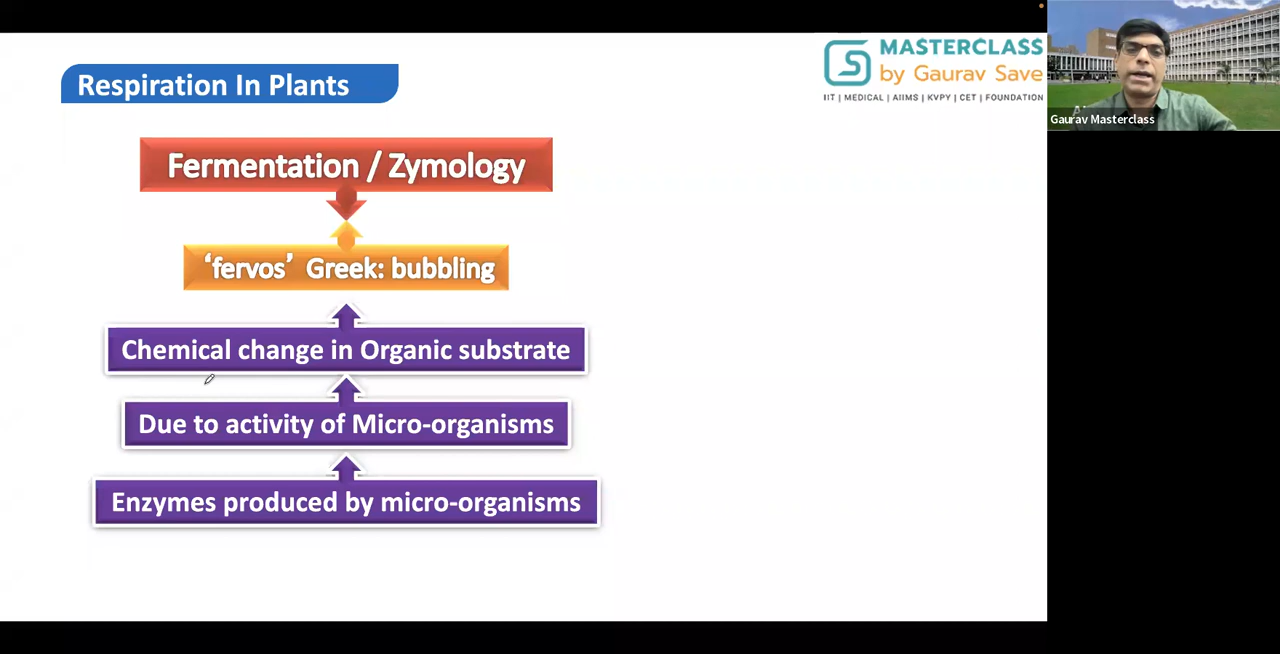 Respiration In Plants
MASTERCLASS
by Gaurav Save
IIT | MEDICAL | AIIMS | KVPY | CET | FOUNDATION
Gaurav Masterclass
Fermentation / Zymology
‘fervos’ Greek: bubbling
Chemical change in Organic substrate
Due to activity of Micro-organisms
Enzymes produced by micro-organisms